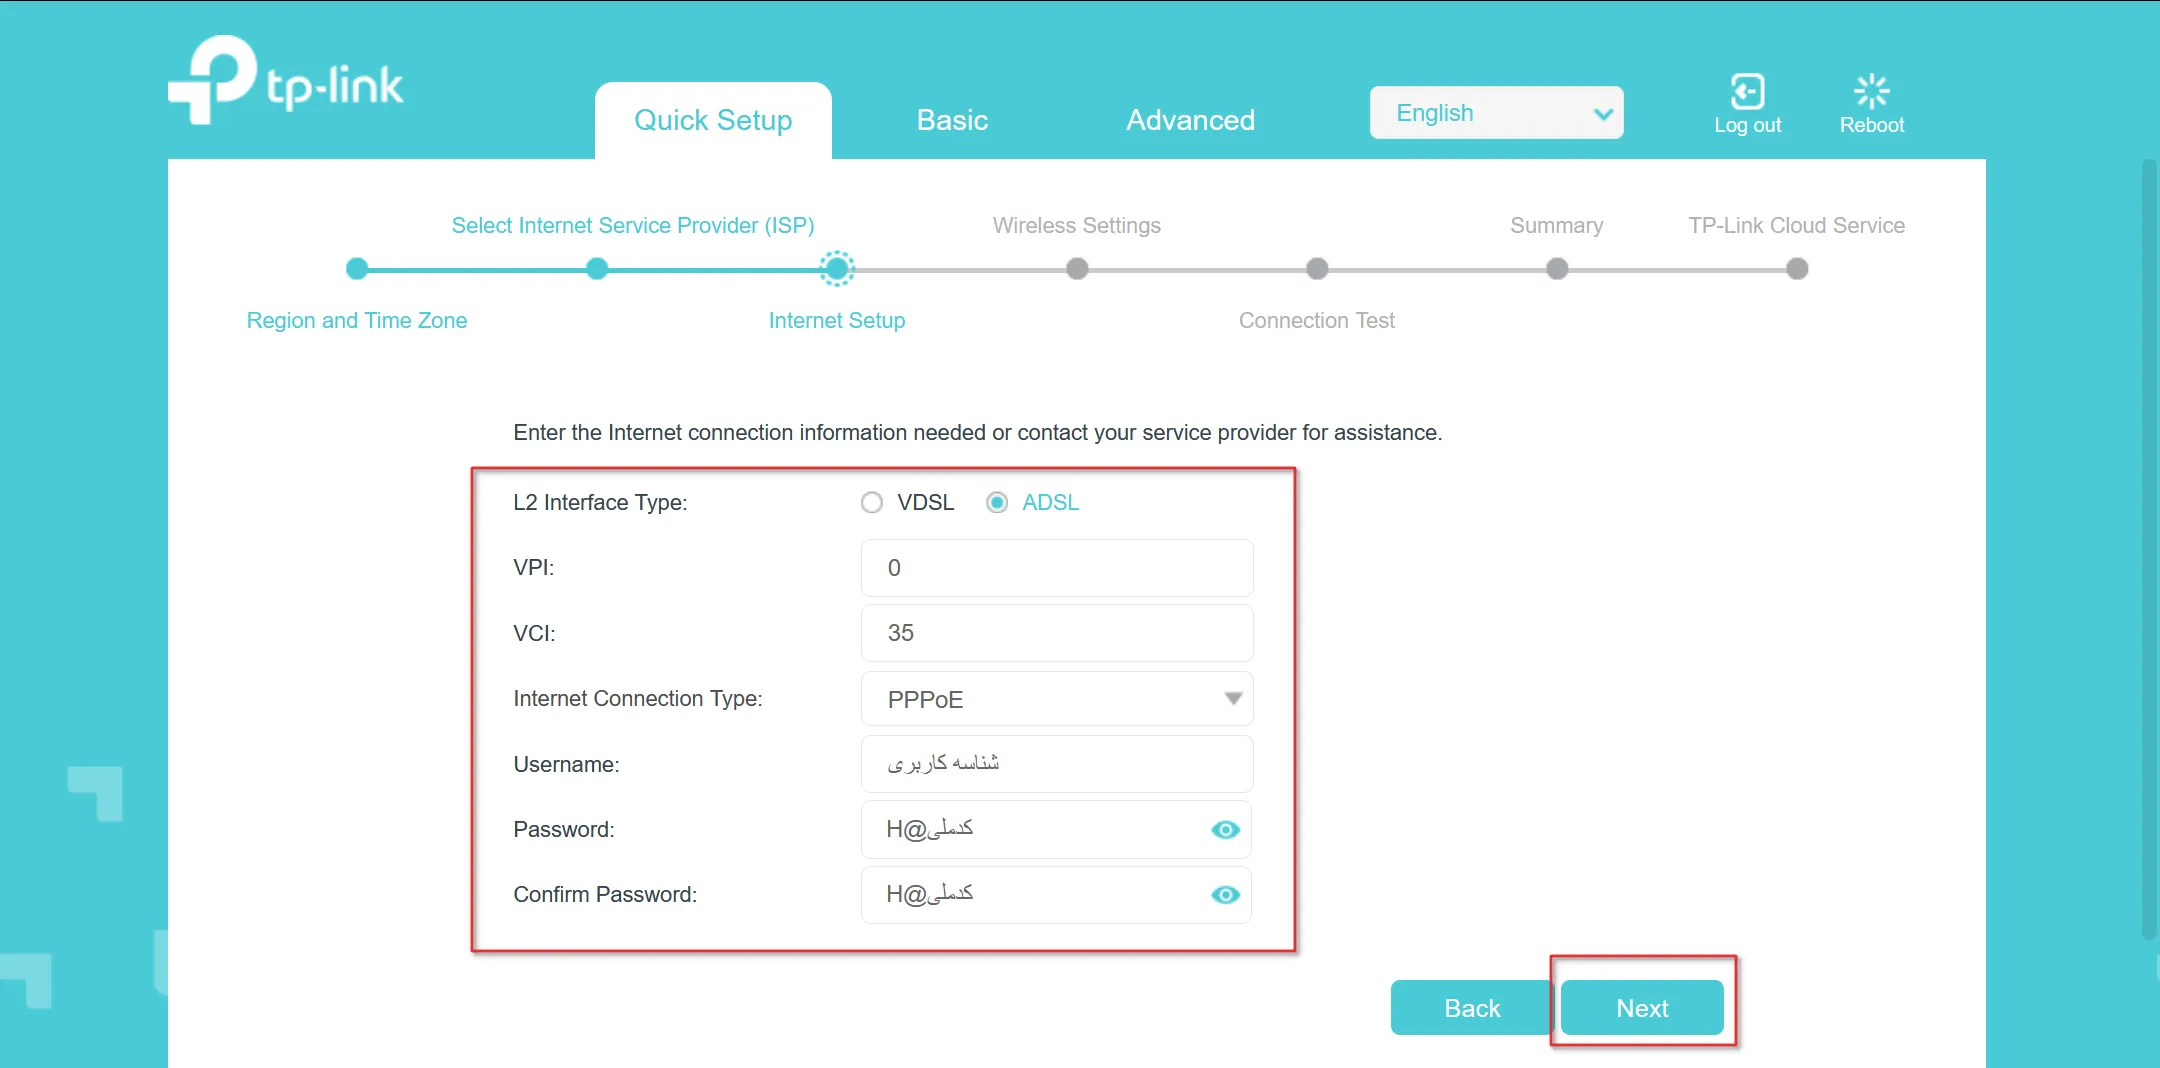 tp-link
Quick Setup
Basic
Advanced
English
Log out
Reboot
Select Internet Service Provider (ISP)
Wireless Settings
Summary
TP-Link Cloud Service
Region and Time Zone
Internet Setup
Connection Test
Enter the Internet connection information needed or contact your service provider for assistance.
L2 Interface Type: VDSL ADSL
VPI: 0
VCI: 35
Internet Connection Type: PPPoE
Username: شناسه کاربری
Password: H@کدملی
Confirm Password: H@کدملی
Back
Next